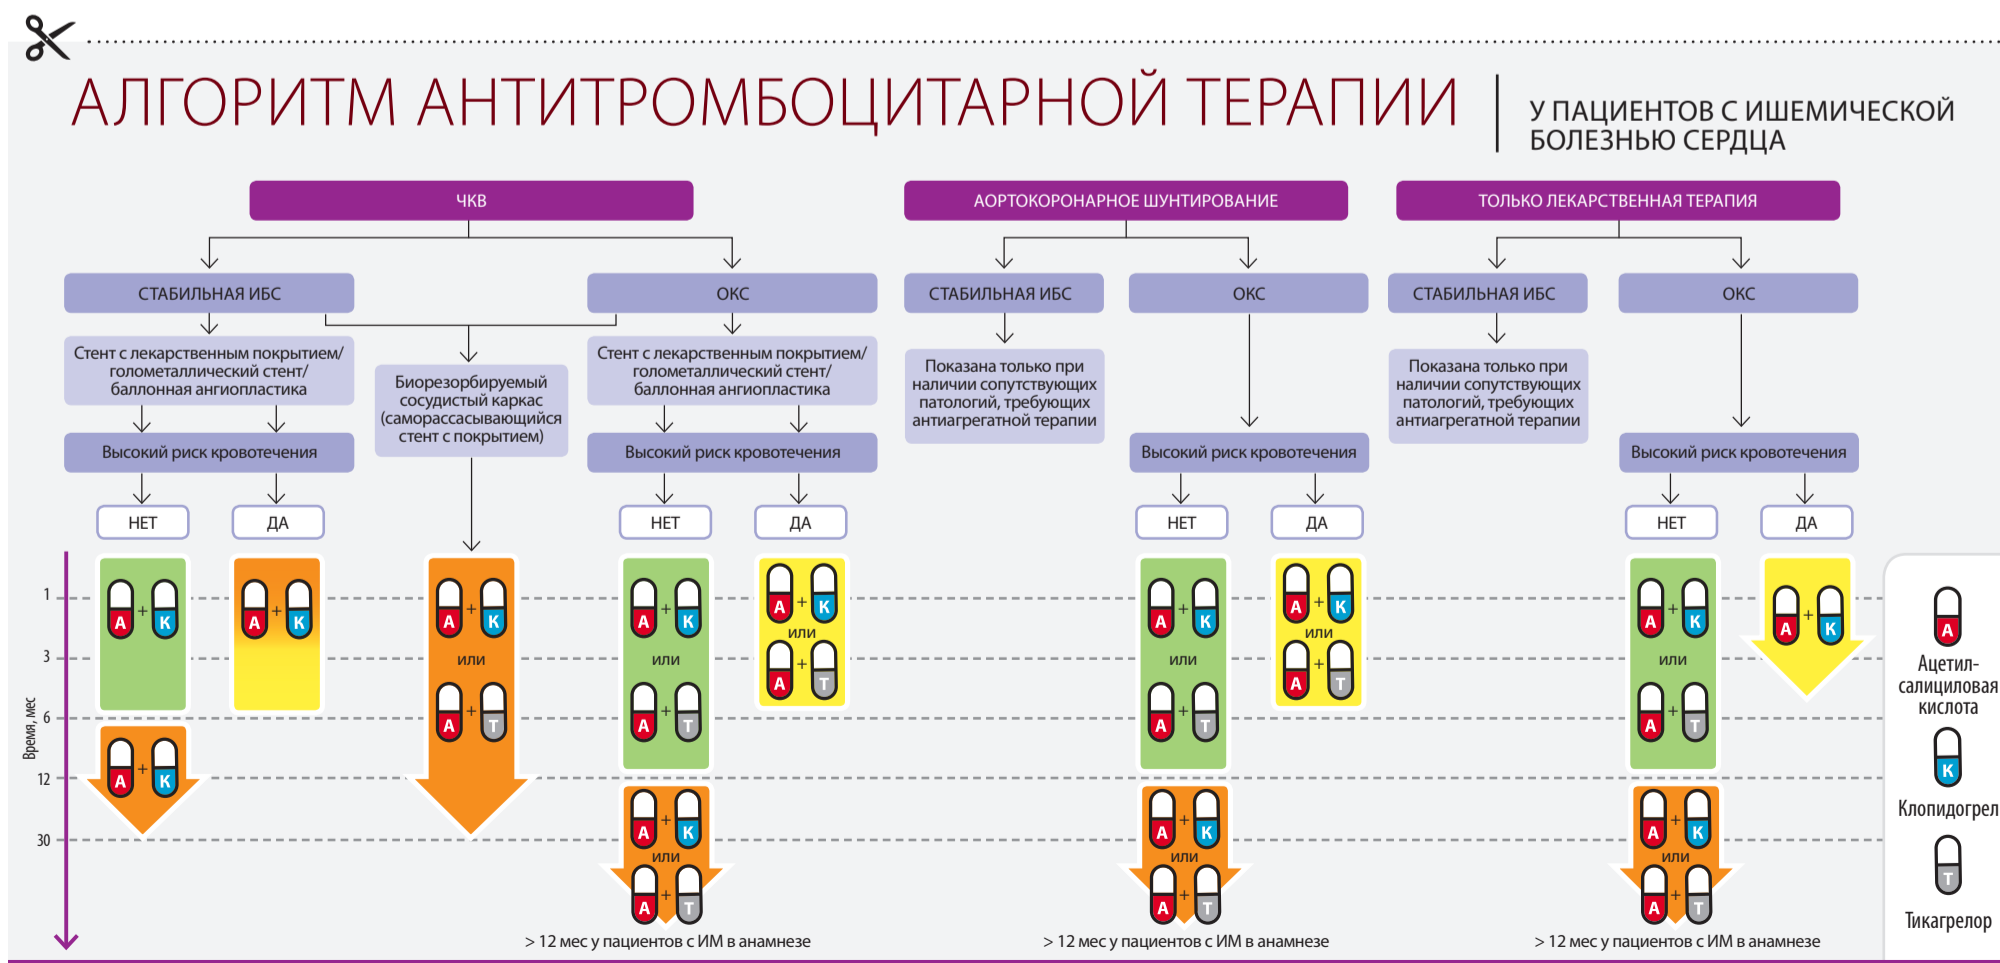 АЛГОРИТМ АНТИТРОМБОЦИТАРНОЙ ТЕРАПИИ
У ПАЦИЕНТОВ С ИШЕМИЧЕСКОЙ
БОЛЕЗНЬЮ СЕРДЦА
ЧКВ
АОРТОКОРОНАРНОЕ ШУНТИРОВАНИЕ
ТОЛЬКО ЛЕКАРСТВЕННАЯ ТЕРАПИЯ
СТАБИЛЬНАЯ ИБС
ОКС
СТАБИЛЬНАЯ ИБС
ОКС
СТАБИЛЬНАЯ ИБС
ОКС
Стент с лекарственным покрытием/
голометаллический стент/
баллонная ангиопластика
Биорезорбируемый
сосудистый каркас
(саморассасывающийся
стент с покрытием)
Стент с лекарственным покрытием/
голометаллический стент/
баллонная ангиопластика
Показана только при
наличии сопутствующих
патологий, требующих
антиагрегатной терапии
Показана только при
наличии сопутствующих
патологий, требующих
антиагрегатной терапии
Высокий риск кровотечения
Высокий риск кровотечения
Высокий риск кровотечения
Высокий риск кровотечения
НЕТ
ДА
НЕТ
ДА
НЕТ
ДА
НЕТ
ДА
Время, мес
1
3
6
12
30
А + К
А + К
А + К
А + К
или
А + Т
А + К
или
А + Т
А + К
или
А + Т
А + К
или
А + Т
> 12 мес у пациентов с ИМ в анамнезе
А + К
или
А + Т
А + К
или
А + Т
А + К
или
А + Т
> 12 мес у пациентов с ИМ в анамнезе
А + К
или
А + Т
А + К
А + К
или
А + Т
> 12 мес у пациентов с ИМ в анамнезе
А
Ацетил-
салициловая
кислота
К
Клопидогрел
Т
Тикагрелор